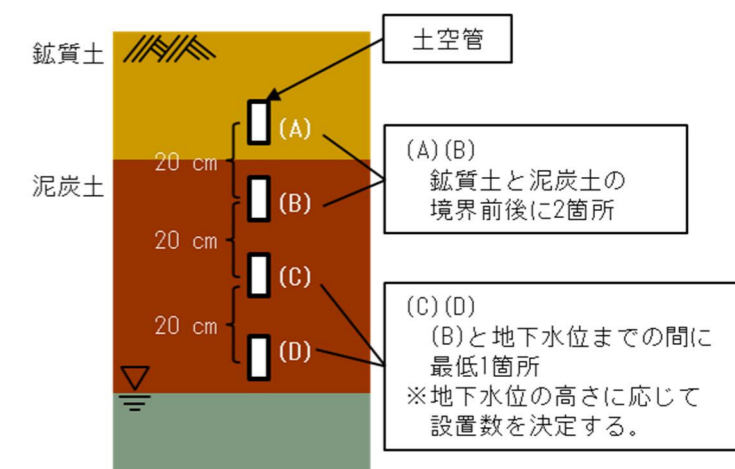 鉱質土
土空管
(A)
20 cm
泥炭土
(B)
20 cm
(C)
20 cm
(D)
(A)(B)
鉱質土と泥炭土の
境界前後に2箇所
(C)(D)
(B)と地下水位までの間に
最低1箇所
※地下水位の高さに応じて
設置数を決定する。